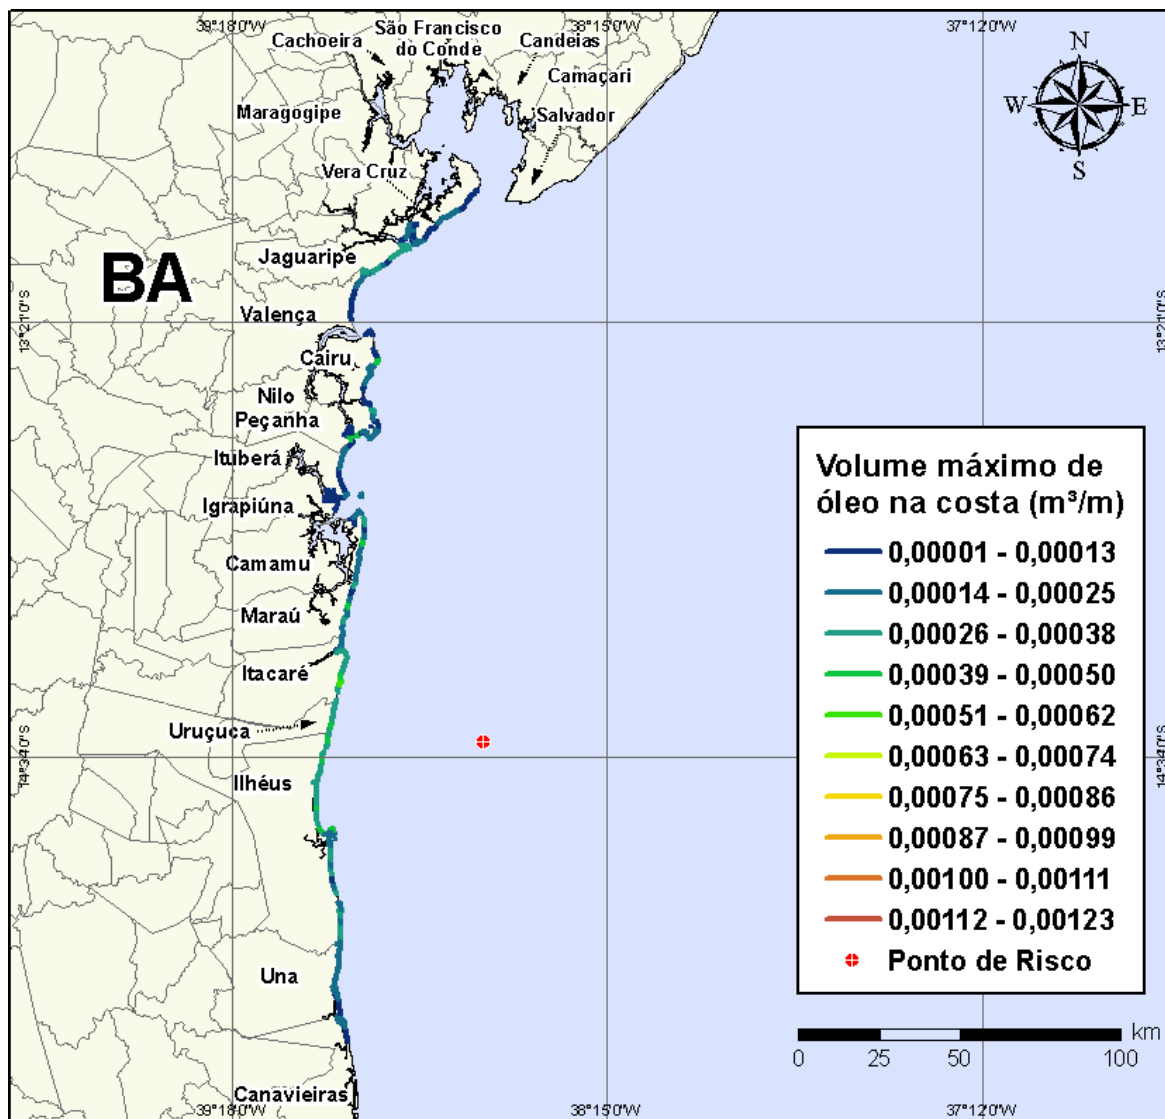 39°18'0"W
38°15'0"W
37°12'0"W
São Francisco
do Conde
Cachoeira
Candeias
Camaçari
Maragogipe
Salvador
Vera Cruz
N
W
E
S
Jaguaripe
BA
Valença
13°21'0"S
13°21'0"S
Cairu
Nilo
Peçanha
Ituberá
Igrapiúna
Camamu
Maraú
Itacaré
Uruçuca
14°34'0"S
14°34'0"S
Ilhéus
Una
Canavieiras
39°18'0"W
38°15'0"W
37°12'0"W
Volume máximo de
óleo na costa (m³/m)
0,00001 - 0,00013
0,00014 - 0,00025
0,00026 - 0,00038
0,00039 - 0,00050
0,00051 - 0,00062
0,00063 - 0,00074
0,00075 - 0,00086
0,00087 - 0,00099
0,00100 - 0,00111
0,00112 - 0,00123
Ponto de Risco
km
0 25 50 100